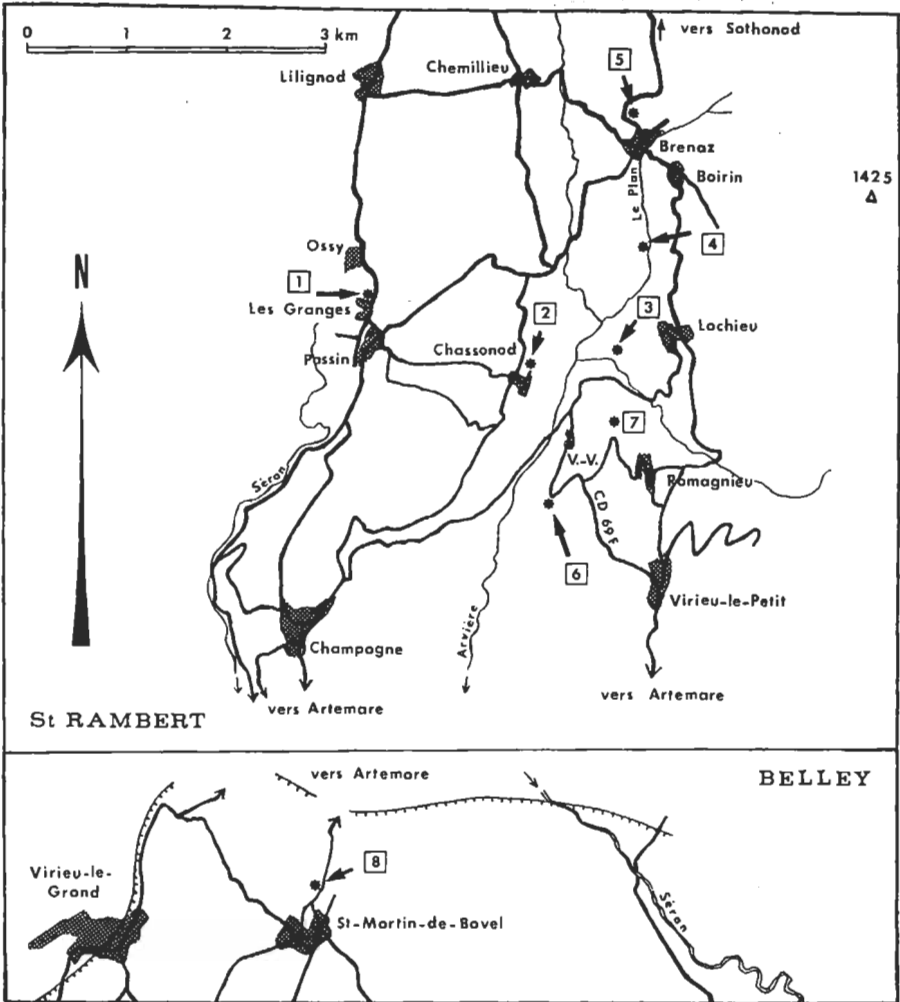 0 1 2 3 km
vers Sothonod
Lilignod
Chemillieu
5
Brenaz
Boirin
1425
Le Plan
4
Ossy
N
1
Les Granges
2
3
Lochieu
Passin
Chassonod
7
V.-V.
Romagnieu
Séran
CD 69F
6
Virieu-le-Petit
Arvière
Champagne
vers Artemare
vers Artemare
St RAMBERT
vers Artemare
BELLEY
8
Virieu-le-
Grand
St-Martin-de-Bavel
Séran